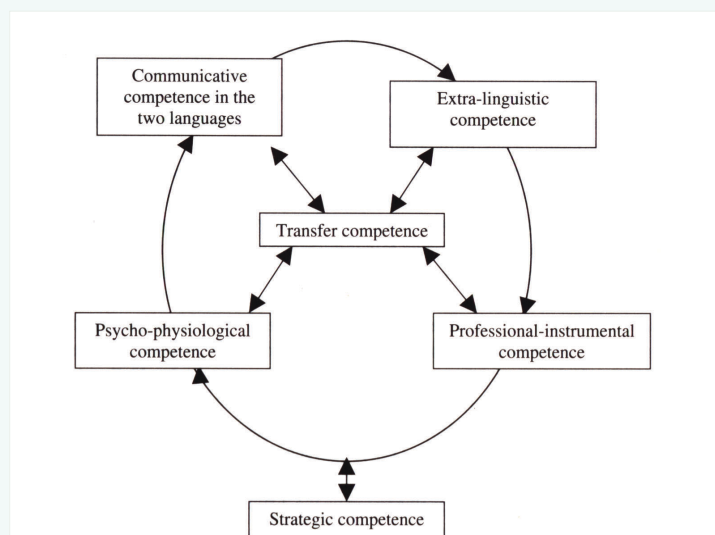 Communicative
competence in the
two languages
Extra-linguistic
competence
Transfer competence
Psycho-physiological
competence
Professional-instrumental
competence
Strategic competence